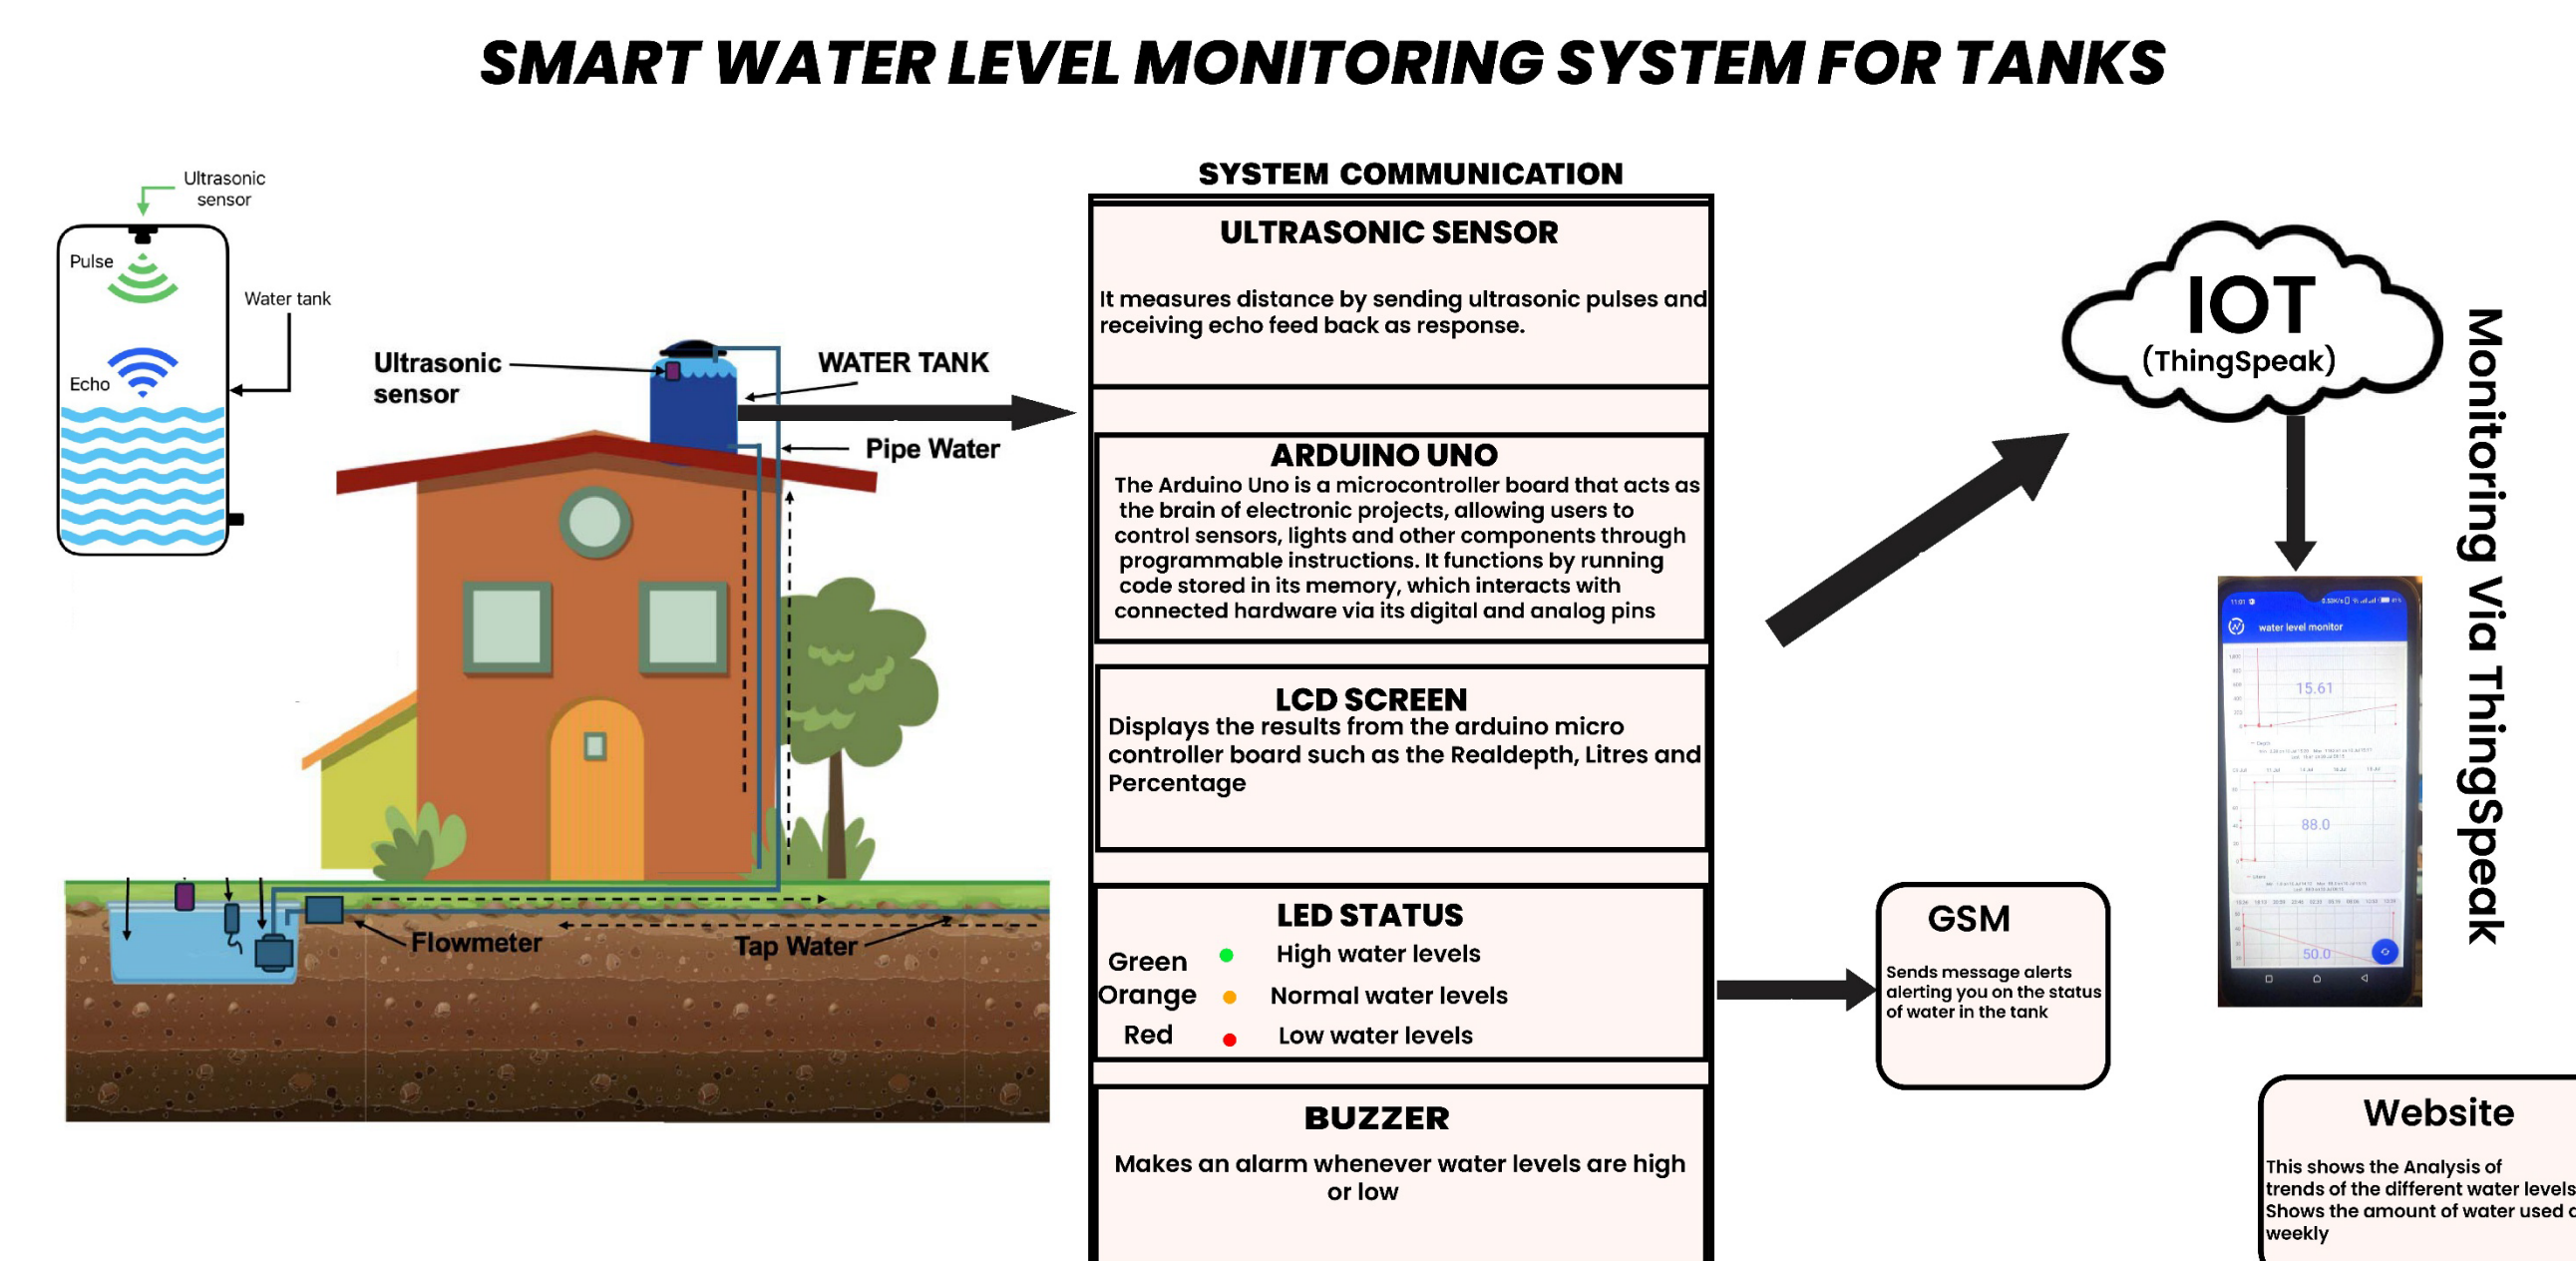 SMART WATER LEVEL MONITORING SYSTEM FOR TANKS
Ultrasonic
sensor
Pulse
Water tank
Echo
Ultrasonic
sensor
WATER TANK
Pipe Water
Flowmeter
Tap Water
SYSTEM COMMUNICATION
ULTRASONIC SENSOR
It measures distance by sending ultrasonic pulses and
receiving echo feed back as response.
ARDUINO UNO
The Arduino Uno is a microcontroller board that acts as
the brain of electronic projects, allowing users to
control sensors, lights and other components through
programmable instructions. It functions by running
code stored in its memory, which interacts with
connected hardware via its digital and analog pins
LCD SCREEN
Displays the results from the arduino micro
controller board such as the Realdepth, Litres and
Percentage
LED STATUS
Green High water levels
Orange Normal water levels
Red Low water levels
BUZZER
Makes an alarm whenever water levels are high
or low
GSM
Sends message alerts
alerting you on the status
of water in the tank
IOT
(ThingSpeak)
Monitoring Via ThingSpeak
11:01
water level monitor
15.61
88.0
50.0
Website
This shows the Analysis of
trends of the different water levels
Shows the amount of water used
weekly